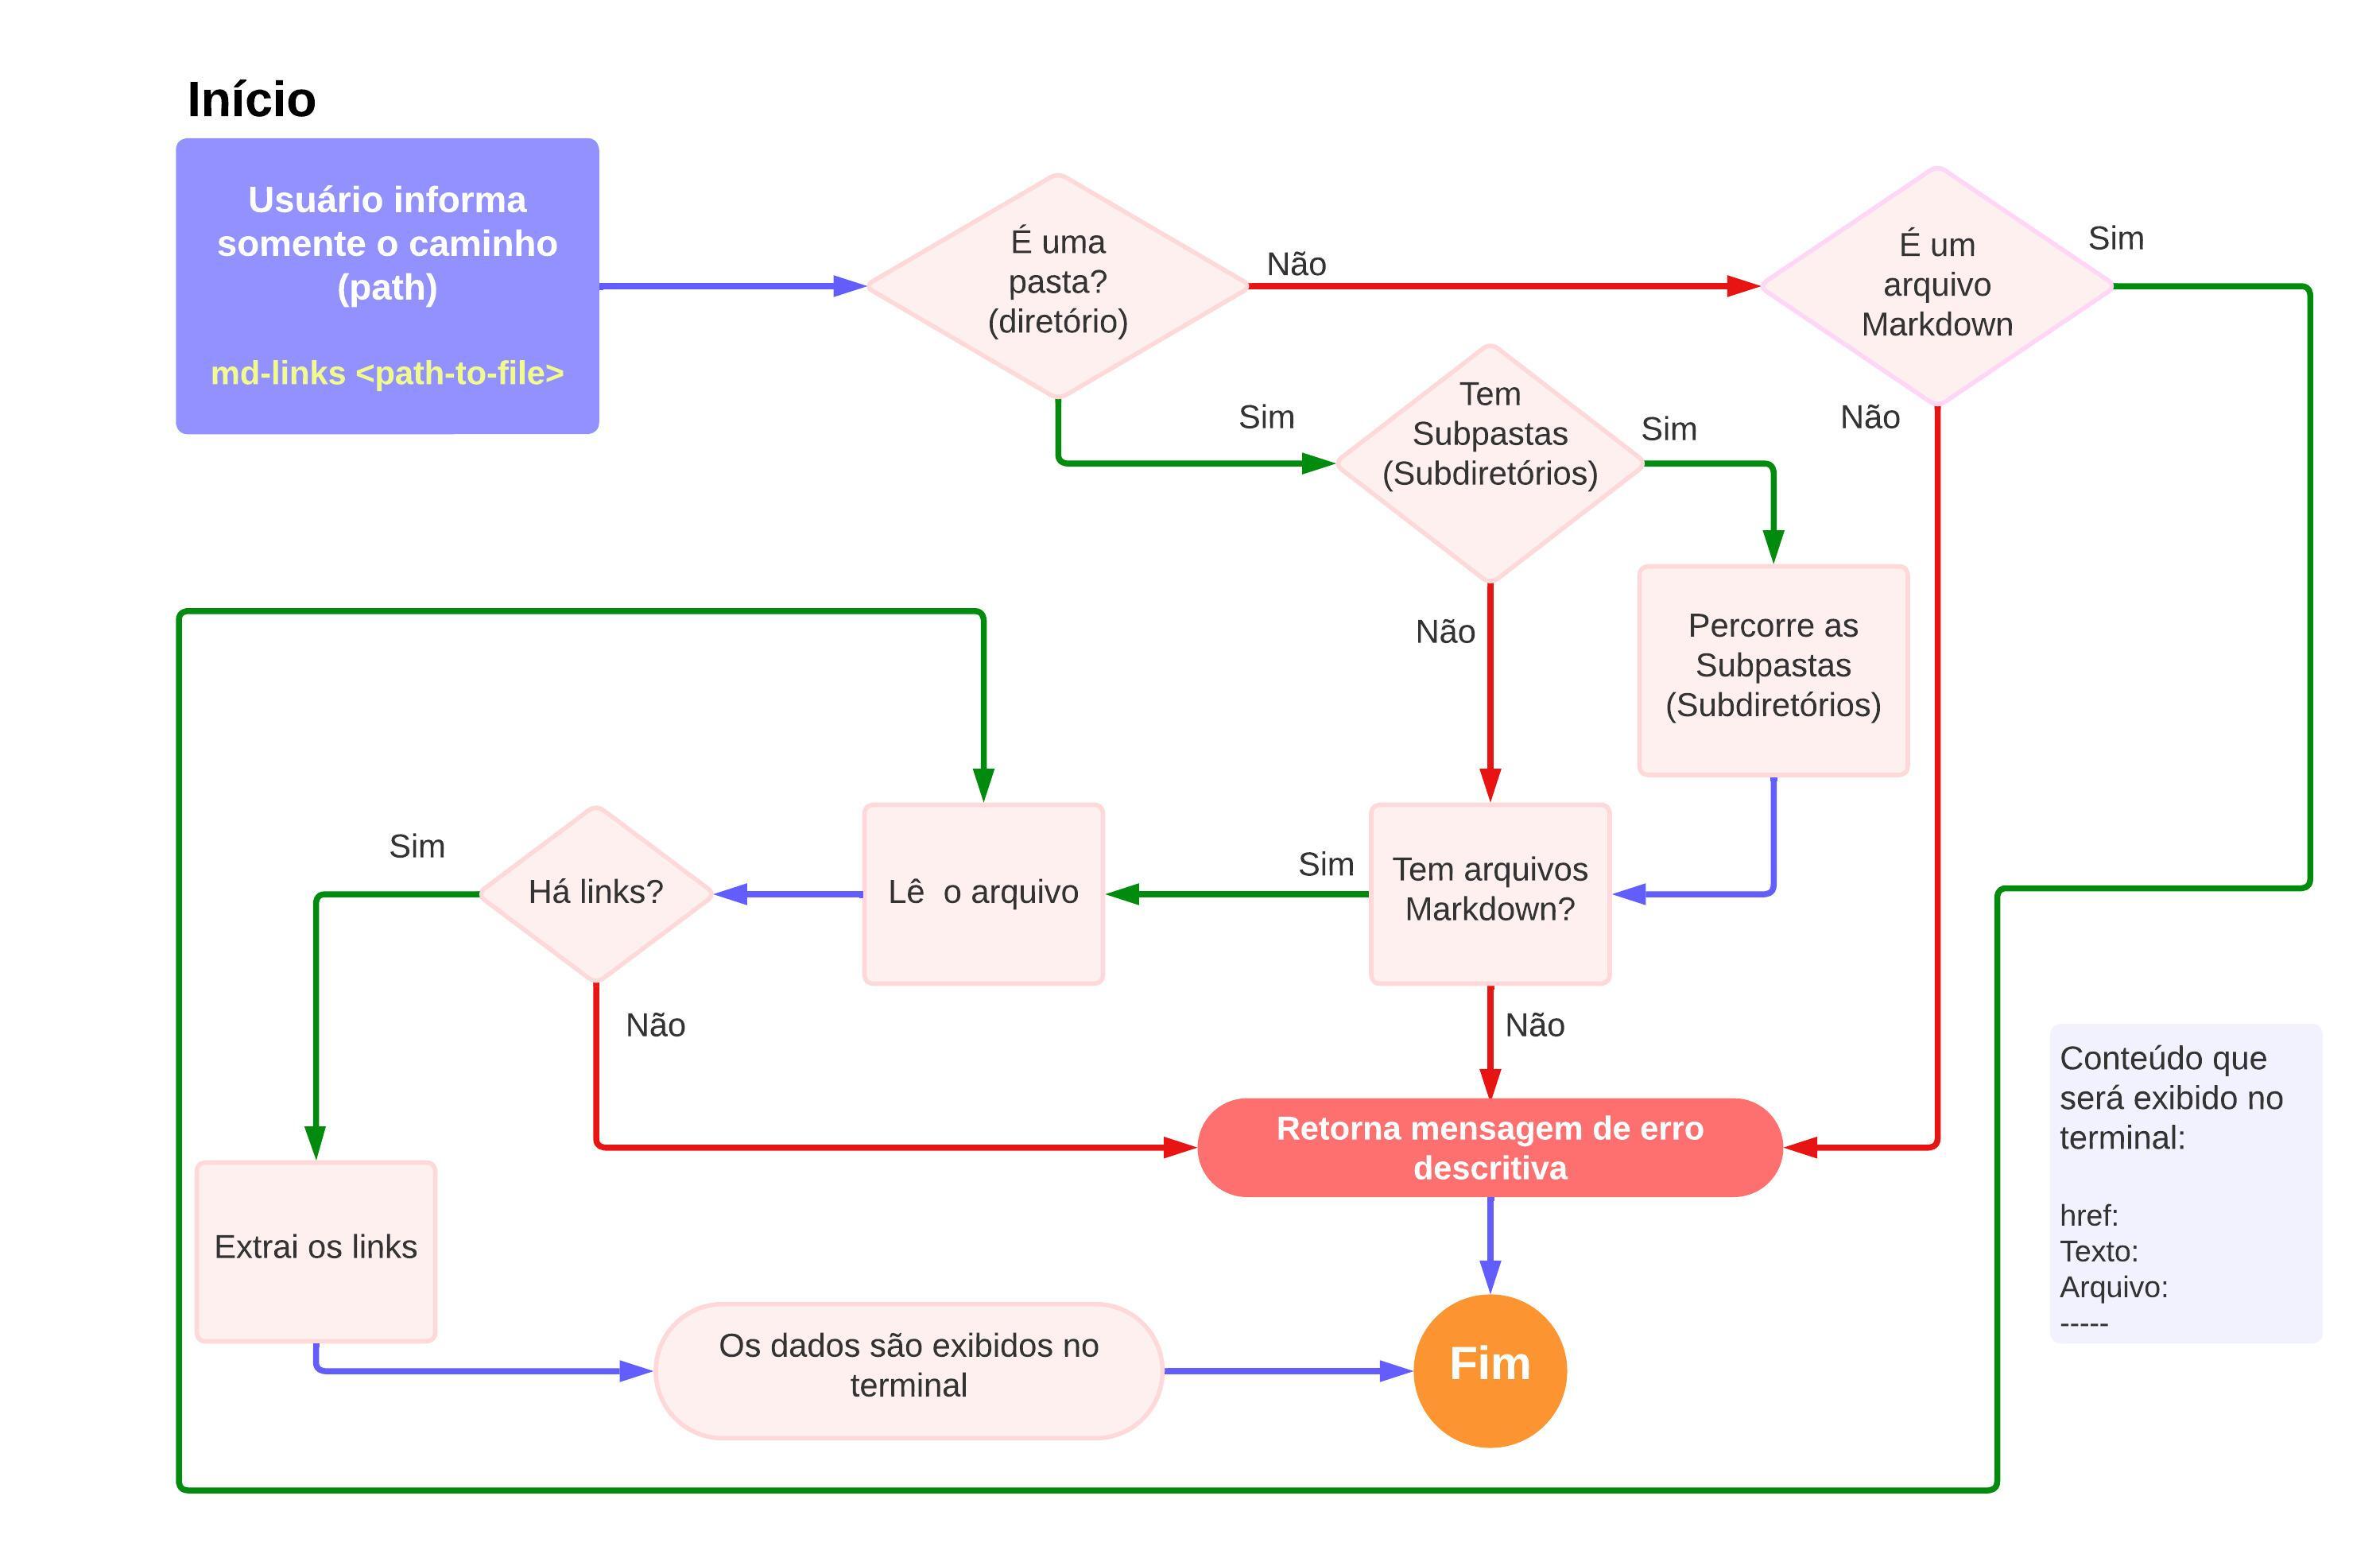 Início
Usuário informa
somente o caminho
(path)
md-links <path-to-file>
É uma
pasta?
(diretório)
Não
É um
arquivo
Markdown
Sim
Sim
Tem
Subpastas
(Subdiretórios)
Sim
Não
Não
Percorre as
Subpastas
(Subdiretórios)
Sim
Há links?
Lê  o arquivo
Sim
Tem arquivos
Markdown?
Não
Não
Conteúdo que
será exibido no
terminal:
href:
Texto:
Arquivo:
-----
Retorna mensagem de erro
descritiva
Extrai os links
Os dados são exibidos no
terminal
Fim